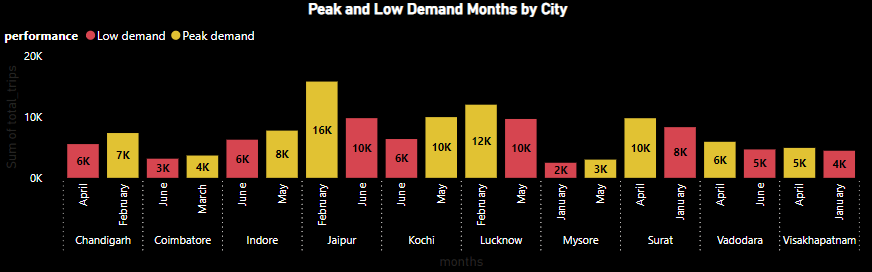 Peak and Low Demand Months by City
performance Low demand Peak demand
Sum of total_trips
20K
10K
0K
6K 7K 3K 4K 6K 8K 16K 10K 6K 10K 12K 10K 2K 3K 10K 8K 6K 5K 5K 4K
April February June March June May February June June May February May January May April January April June April January
Chandigarh Coimbatore Indore Jaipur Kochi Lucknow Mysore Surat Vadodara Visakhapatnam
months